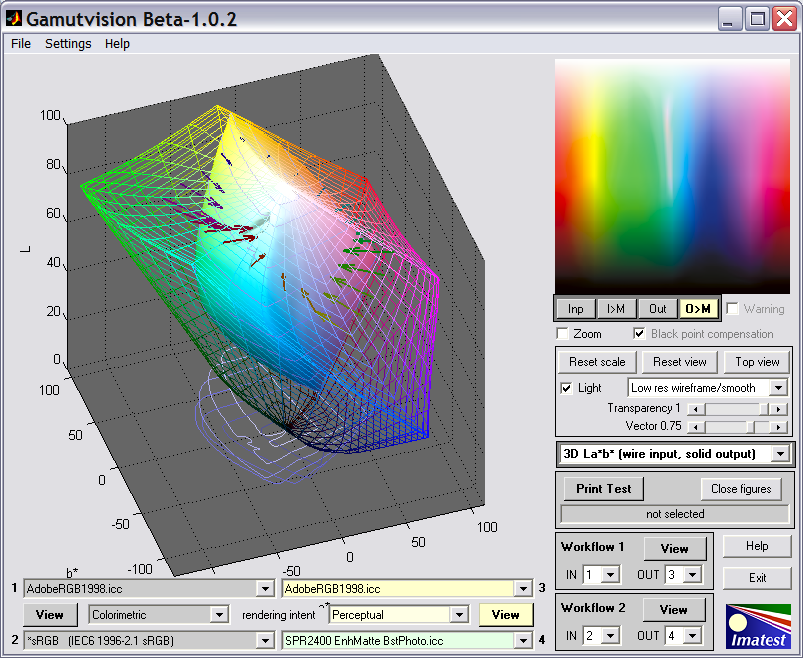 Gamutvision Beta-1.0.2
File Settings Help
100
80
60
L
40
20
0
100
50
0
-50
-100
b*
-50
0
50
100
Inp I>M Out O>M Warning
Zoom Black point compensation
Reset scale Reset view Top view
Light Low res wireframe/smooth
Transparency 1
Vector 0.75
3D La*b* (wire input, solid output)
Print Test Close figures
not selected
Workflow 1 View Help
IN 1 OUT 3
Exit
Workflow 2 View
IN 2 OUT 4
Imatest
1 AdobeRGB1998.icc AdobeRGB1998.icc 3
View Colorimetric rendering intent Perceptual View
2 *sRGB (IEC6 1996-2.1 sRGB) SPR2400 EnhMatte BstPhoto.icc 4